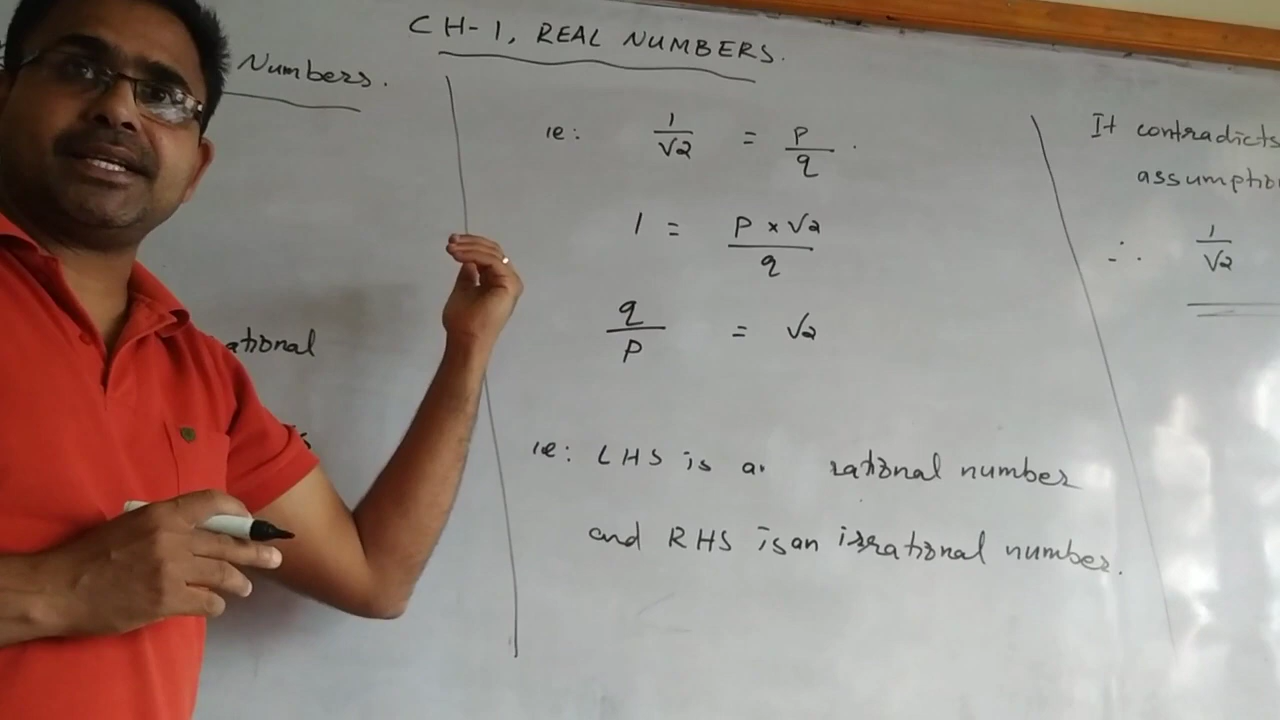 CH-1, REAL NUMBERS.
Numbers.
ational
s
ie: 1/√2 = P/q.
1 = P × √2/q
q/P = √2
ie: LHS is a rational number
and RHS is an irrational number.
It contradicts
assumptio
∴ 1/√2